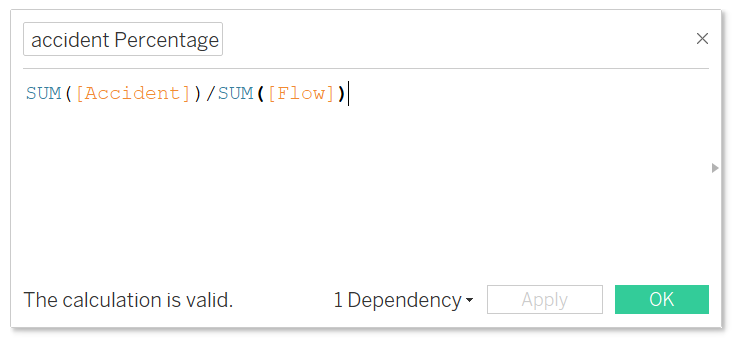 accident Percentage
SUM([Accident])/SUM([Flow])
The calculation is valid.
1 Dependency
Apply
OK